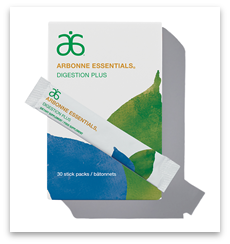 ARBONNE ESSENTIALS®
DIGESTION PLUS
ARBONNE ESSENTIALS®
DIGESTION PLUS
30 stick packs / bâtonnets